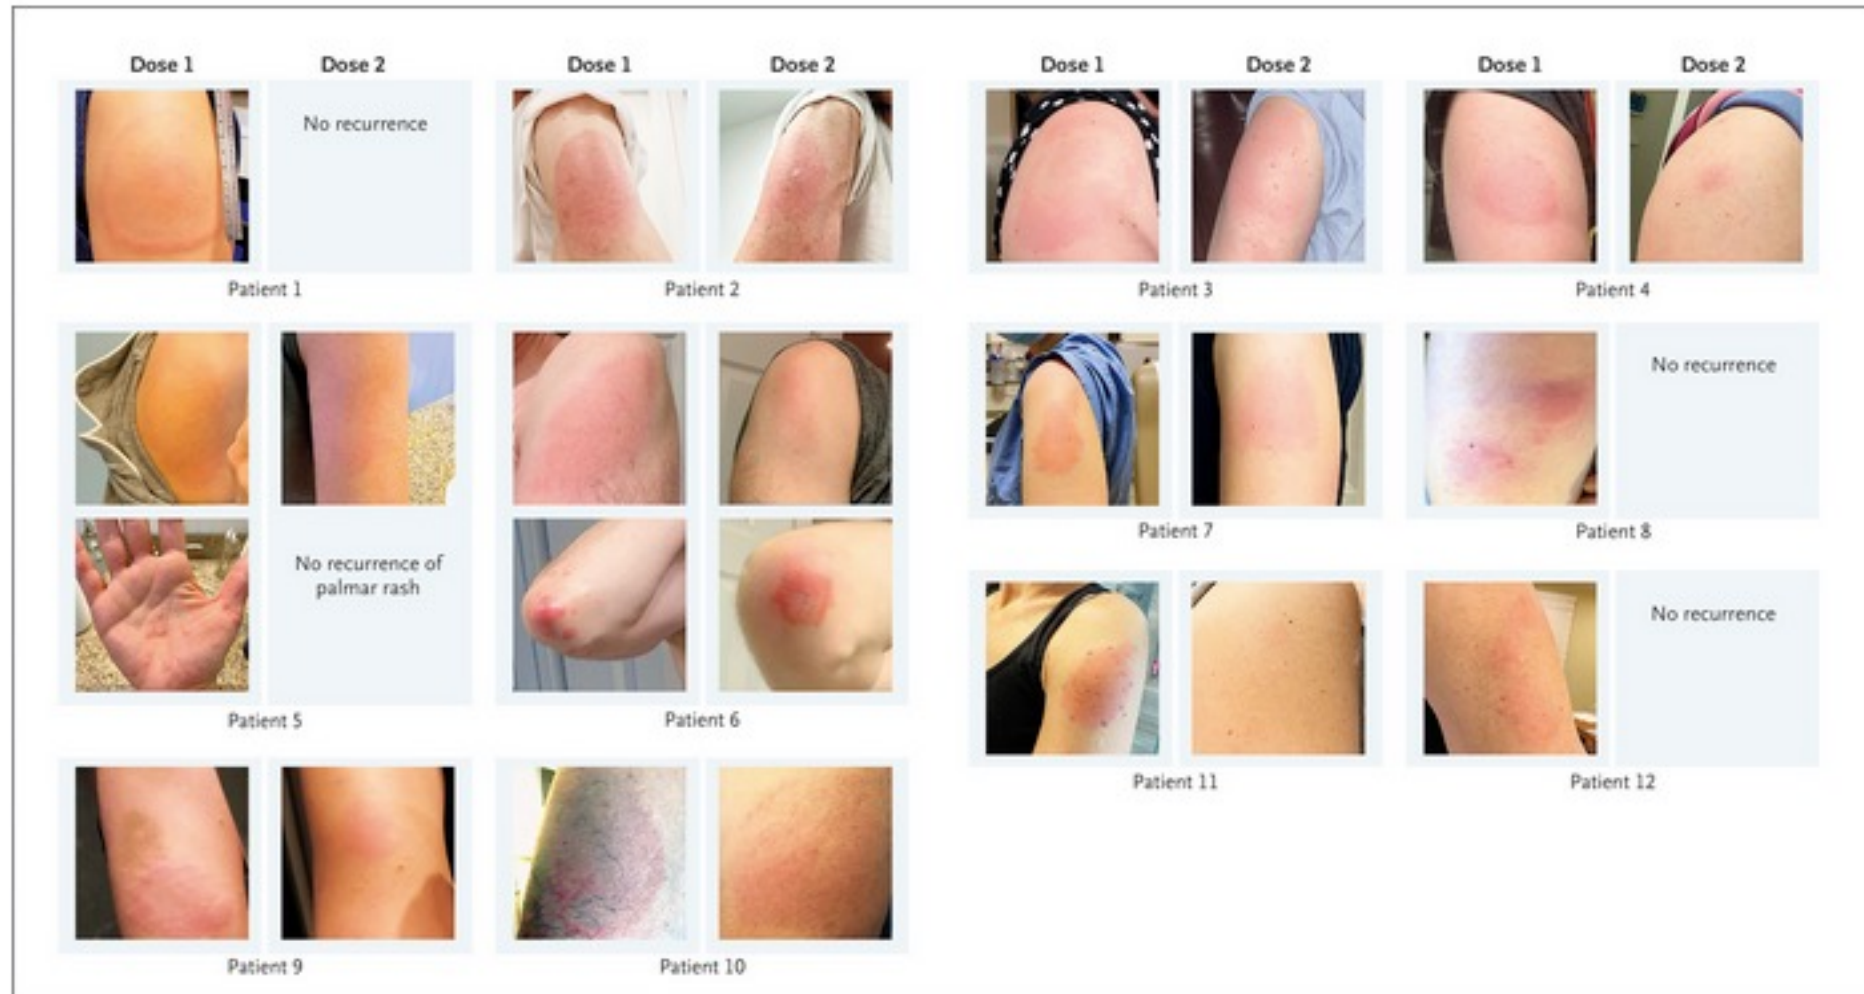 Dose 1 Dose 2 Dose 1 Dose 2 Dose 1 Dose 2 Dose 1 Dose 2
No recurrence
Patient 1 Patient 2 Patient 3 Patient 4
No recurrence
No recurrence of
palmar rash
Patient 5 Patient 6 Patient 7 Patient 8
No recurrence
Patient 11 Patient 12
Patient 9 Patient 10